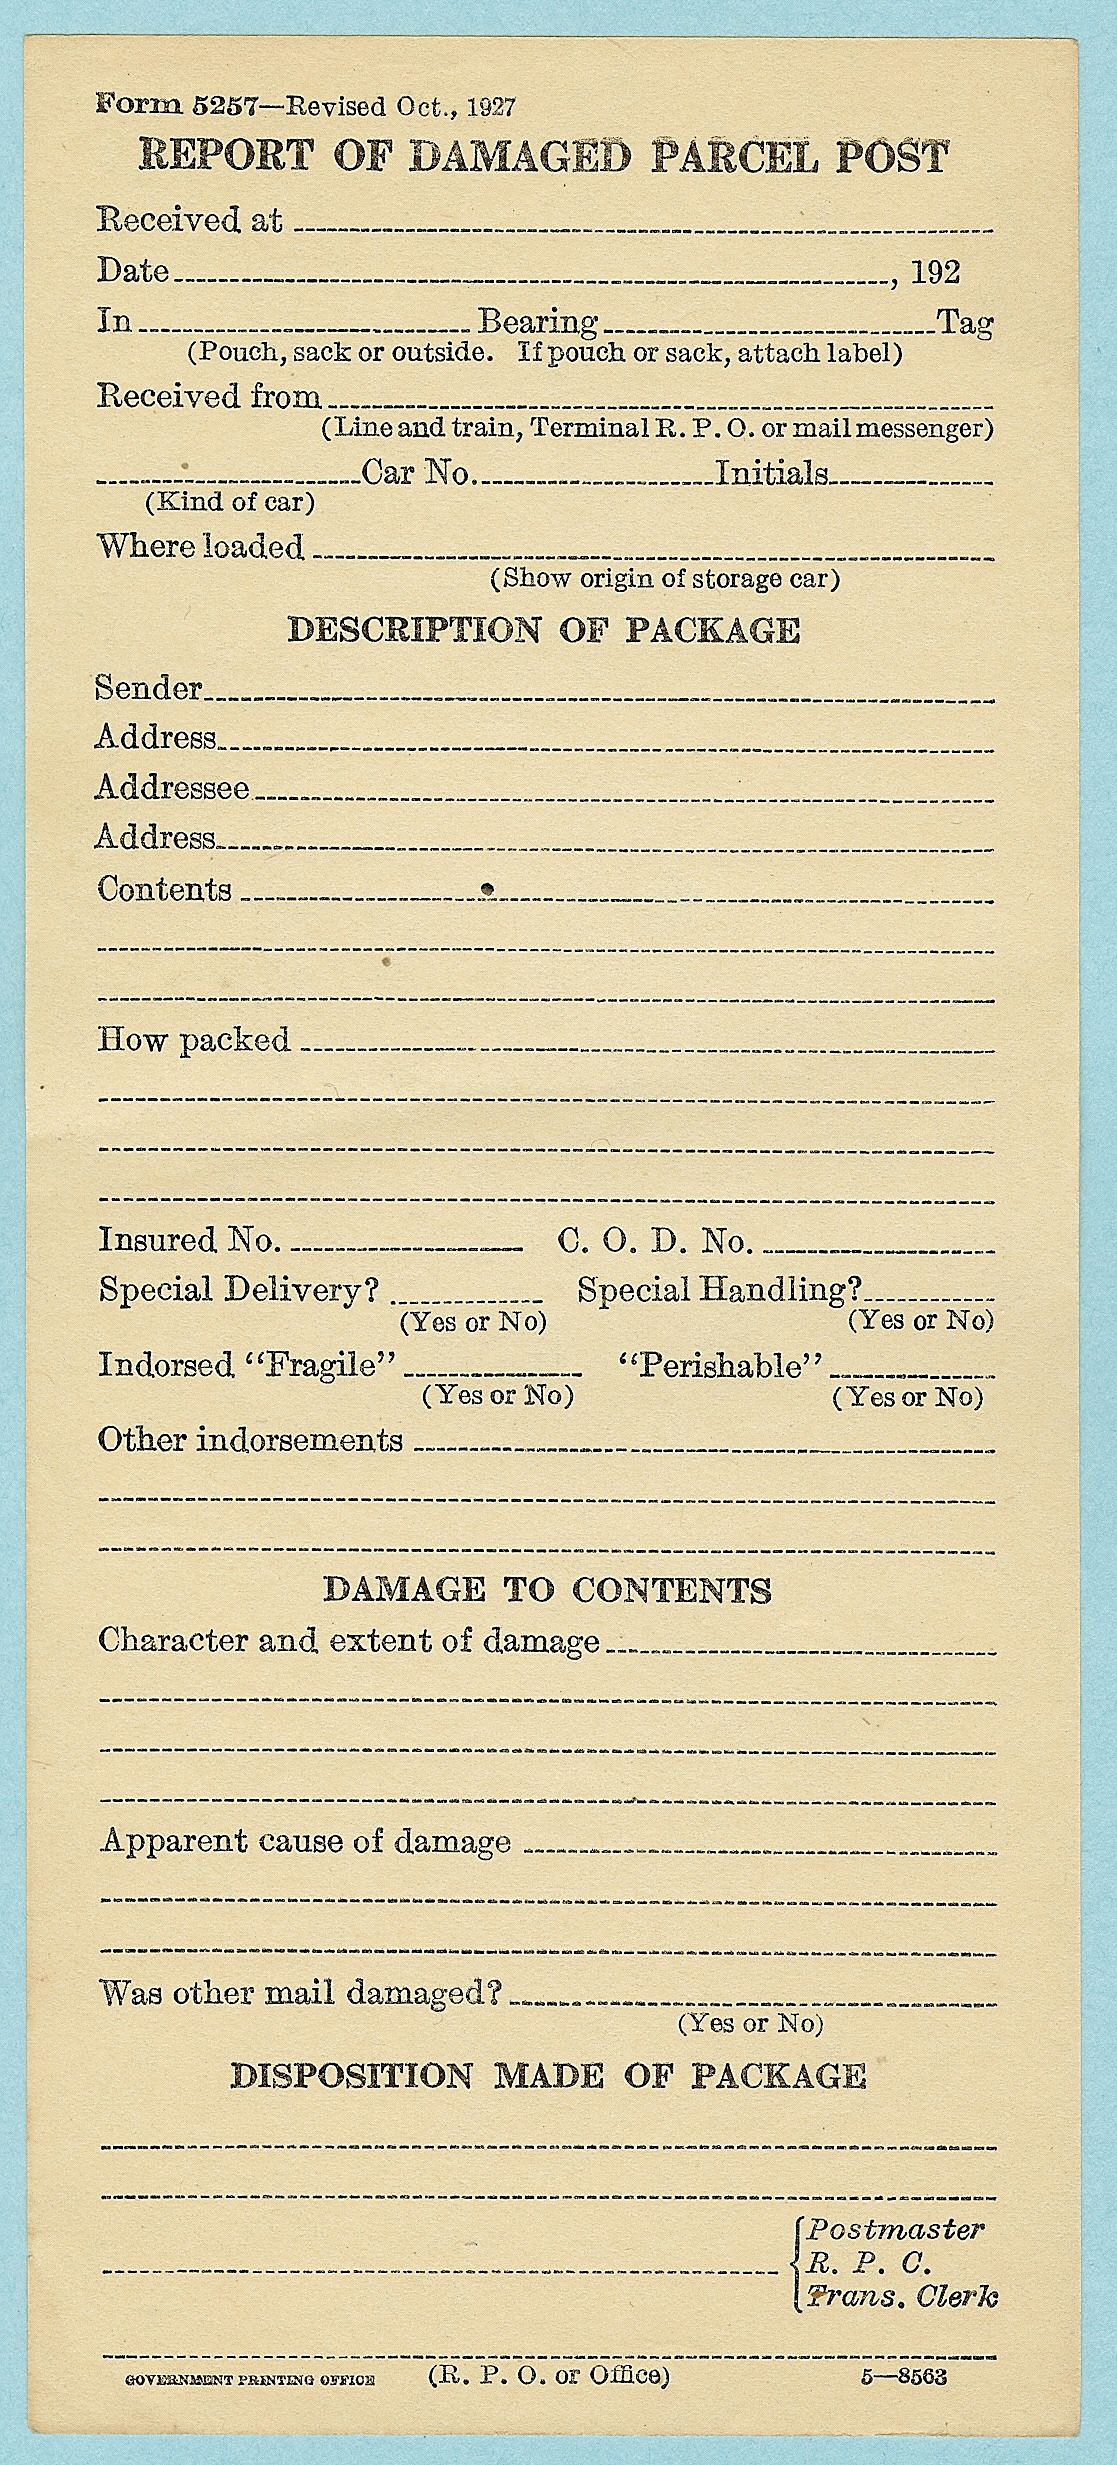 Form 5257—Revised Oct., 1927
REPORT OF DAMAGED PARCEL POST
Received at
Date , 192
In Bearing Tag
(Pouch, sack or outside. If pouch or sack, attach label)
Received from
(Line and train, Terminal R. P. O. or mail messenger)
Car No. Initials
(Kind of car)
Where loaded
(Show origin of storage car)
DESCRIPTION OF PACKAGE
Sender
Address
Addressee
Address
Contents
How packed
Insured No. C. O. D. No.
Special Delivery? Special Handling?
(Yes or No) (Yes or No)
Indorsed “Fragile” “Perishable”
(Yes or No) (Yes or No)
Other indorsements
DAMAGE TO CONTENTS
Character and extent of damage
Apparent cause of damage
Was other mail damaged?
(Yes or No)
DISPOSITION MADE OF PACKAGE
Postmaster
R. P. C.
Trans. Clerk
GOVERNMENT PRINTING OFFICE (R. P. O. or Office) 5—8563